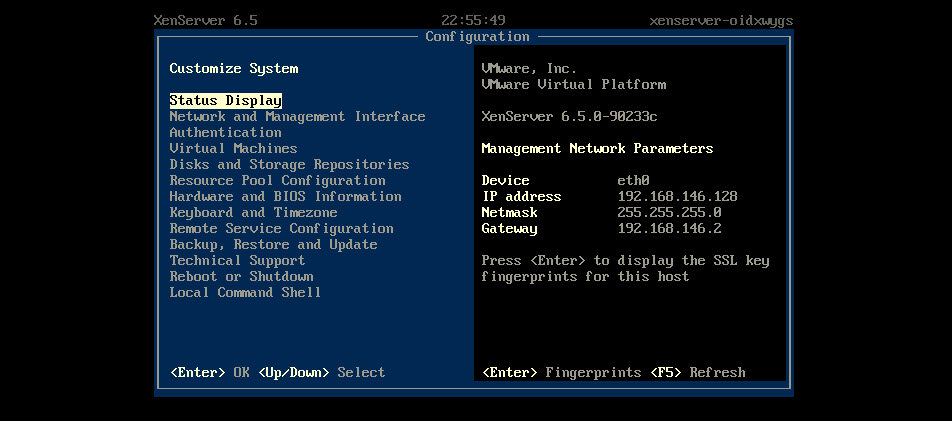 XenServer 6.5 22:55:49 xenserver-oidxwygs
Configuration
Customize System
Status Display
Network and Management Interface
Authentication
Virtual Machines
Disks and Storage Repositories
Resource Pool Configuration
Hardware and BIOS Information
Keyboard and Timezone
Remote Service Configuration
Backup, Restore and Update
Technical Support
Reboot or Shutdown
Local Command Shell
<Enter> OK <Up/Down> Select
VMware, Inc.
VMware Virtual Platform
XenServer 6.5.0-90233c
Management Network Parameters
Device eth0
IP address 192.168.146.128
Netmask 255.255.255.0
Gateway 192.168.146.2
Press <Enter> to display the SSL key
fingerprints for this host
<Enter> Fingerprints <F5> Refresh